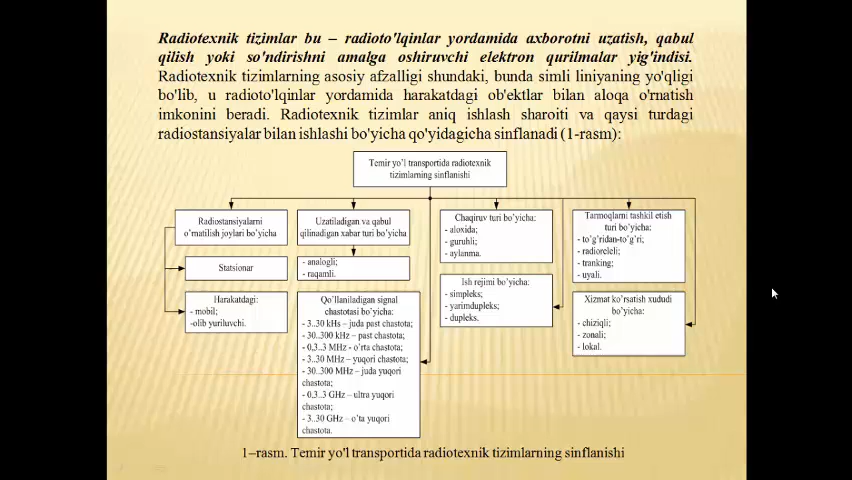 Radiotexnik tizimlar bu – radioto'lqinlar yordamida axborotni uzatish, qabul
qilish yoki so'ndirishni amalga oshiruvchi elektron qurilmalar yig'indisi.
Radiotexnik tizimlarning asosiy afzalligi shundaki, bunda simli liniyaning yo'qligi
bo'lib, u radioto'lqinlar yordamida harakatdagi ob'ektlar bilan aloqa o'rnatish
imkonini beradi. Radiotexnik tizimlar aniq ishlash sharoiti va qaysi turdagi
radiostansiyalar bilan ishlashi bo'yicha qo'yidagicha sinflanadi (1-rasm):
Temir yo'l transportida radiotexnik
tizimlarning sinflanishi
Radiostansiyalarni
o'rnatilish joylari bo'yicha
Statsionar
Harakatdagi:
- mobil;
-olib yuriluvchi.
Uzatiladigan va qabul
qilinadigan xabar turi bo'yicha
- analogli;
- raqamli.
Qo'llaniladigan signal
chastotasi bo'yicha:
- 3..30 kHs – juda past chastota;
- 30..300 kHz – past chastota;
- 0,3..3 MHz - o'rta chastota;
- 3..30 MHz – yuqori chastota;
- 30..300 MHz – juda yuqori
chastota;
- 0,3..3 GHz – ultra yuqori
chastota;
- 3..30 GHz – o'ta yuqori
chastota.
Chaqiruv turi bo'yicha:
- aloxida;
- guruhli;
- aylanma.
Ish rejimi bo'yicha:
- simpleks;
- yarimdupleks;
- dupleks.
Tarmoqlarni tashkil etish
turi bo'yicha:
- to'g'ridan-to'g'ri;
- radioreleli;
- tranking;
- uyali.
Xizmat ko'rsatish xududi
bo'yicha:
- chiziqli;
- zonali;
- lokal.
1–rasm. Temir yo'l transportida radiotexnik tizimlarning sinflanishi